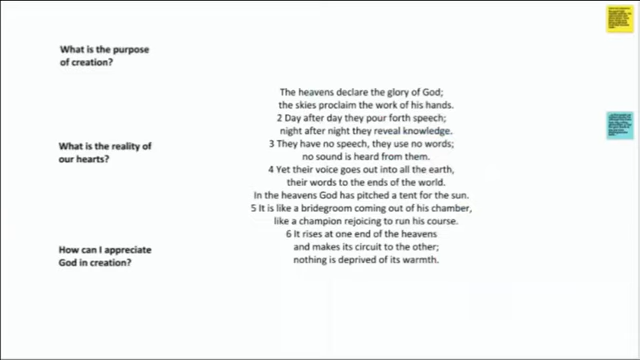 What is the purpose
of creation?
What is the reality of
our hearts?
How can I appreciate
God in creation?
The heavens declare the glory of God;
the skies proclaim the work of his hands.
2 Day after day they pour forth speech;
night after night they reveal knowledge.
3 They have no speech, they use no words;
no sound is heard from them.
4 Yet their voice goes out into all the earth,
their words to the ends of the world.
In the heavens God has pitched a tent for the sun.
5 It is like a bridegroom coming out of his chamber,
like a champion rejoicing to run his course.
6 It rises at one end of the heavens
and makes its circuit to the other;
nothing is deprived of its warmth.